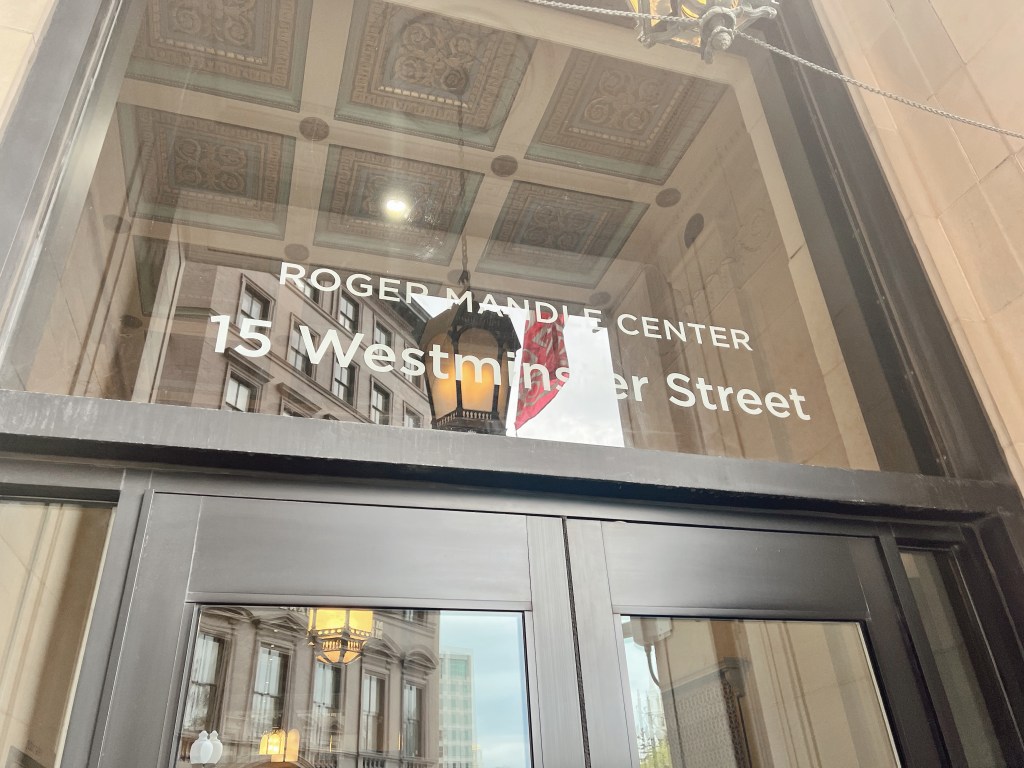 ROGER MANDLE CENTER
15 Westminster Street